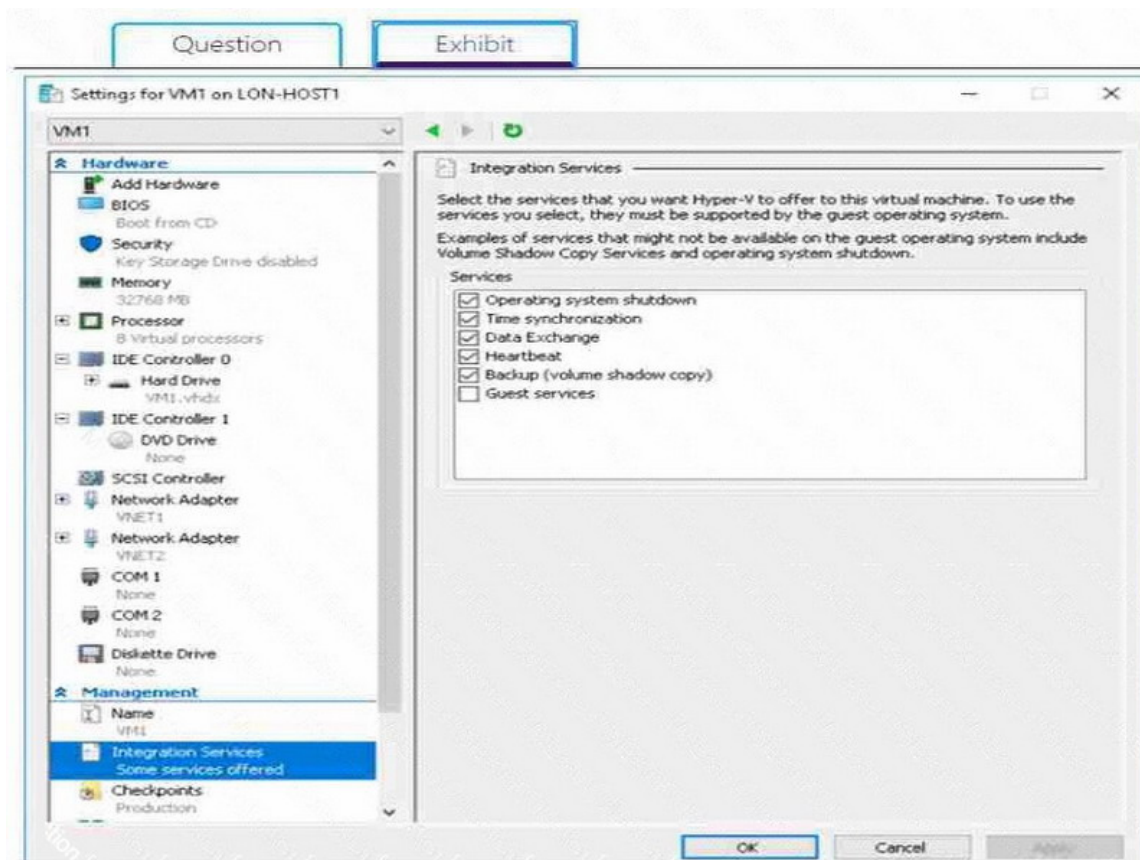 Question
Exhibit
Settings for VM1 on LON-HOST1
VM1
Hardware
Add Hardware
BIOS
Boot from CD
Security
Key Storage Drive disabled
Memory
32768 MB
Processor
8 Virtual processors
IDE Controller 0
Hard Drive
VM1.vhdx
IDE Controller 1
DVD Drive
None
SCSI Controller
Network Adapter
VNET1
Network Adapter
VNET2
COM 1
None
COM 2
None
Diskette Drive
None
Management
Name
VM1
Integration Services
Some services offered
Checkpoints
Production
Integration Services
Select the services that you want Hyper-V to offer to this virtual machine. To use the
services you select, they must be supported by the guest operating system.
Examples of services that might not be available on the guest operating system include
Volume Shadow Copy Services and operating system shutdown.
Services
Operating system shutdown
Time synchronization
Data Exchange
Heartbeat
Backup (volume shadow copy)
Guest services
OK
Cancel
Apply